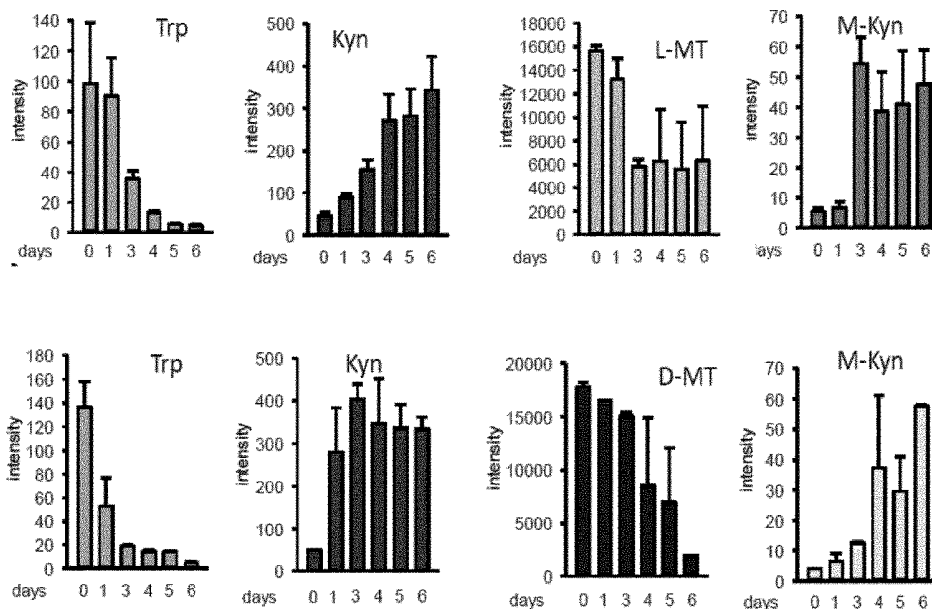 Trp
140
120
100
80
60
40
20
0
intensity
days 0 1 3 4 5 6
Kyn
500
400
300
200
100
0
intensity
days 0 1 3 4 5 6
L-MT
18000
16000
14000
12000
10000
8000
6000
4000
2000
0
intensity
days 0 1 3 4 5 6
M-Kyn
70
60
50
40
30
20
10
0
intensity
ays 0 1 3 4 5 6
Trp
180
160
140
120
100
80
60
40
20
0
intensity
days 0 1 3 4 5 6
Kyn
500
400
300
200
100
0
intensity
days 0 1 3 4 5 6
D-MT
20000
15000
10000
5000
0
intensity
days 0 1 3 4 5 6
M-Kyn
70
60
50
40
30
20
10
0
intensity
days 0 1 3 4 5 6